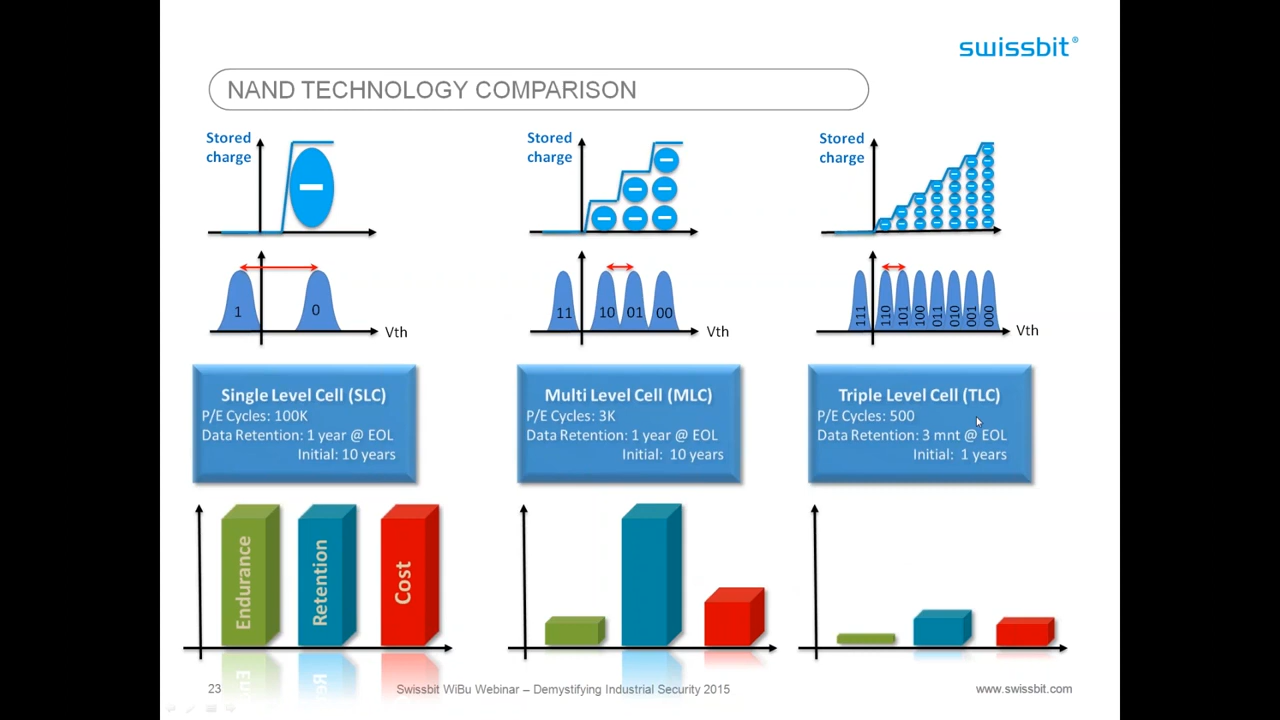 swissbit®
NAND TECHNOLOGY COMPARISON
Stored
charge
Stored
charge
Stored
charge
1
0
Vth
11
10
01
00
Vth
111
110
101
100
011
010
001
000
Vth
Single Level Cell (SLC)
P/E Cycles: 100K
Data Retention: 1 year @ EOL
Initial: 10 years
Multi Level Cell (MLC)
P/E Cycles: 3K
Data Retention: 1 year @ EOL
Initial: 10 years
Triple Level Cell (TLC)
P/E Cycles: 500
Data Retention: 3 mnt @ EOL
Initial: 1 years
Endurance
Retention
Cost
23
Swissbit WiBu Webinar – Demystifying Industrial Security 2015
www.swissbit.com